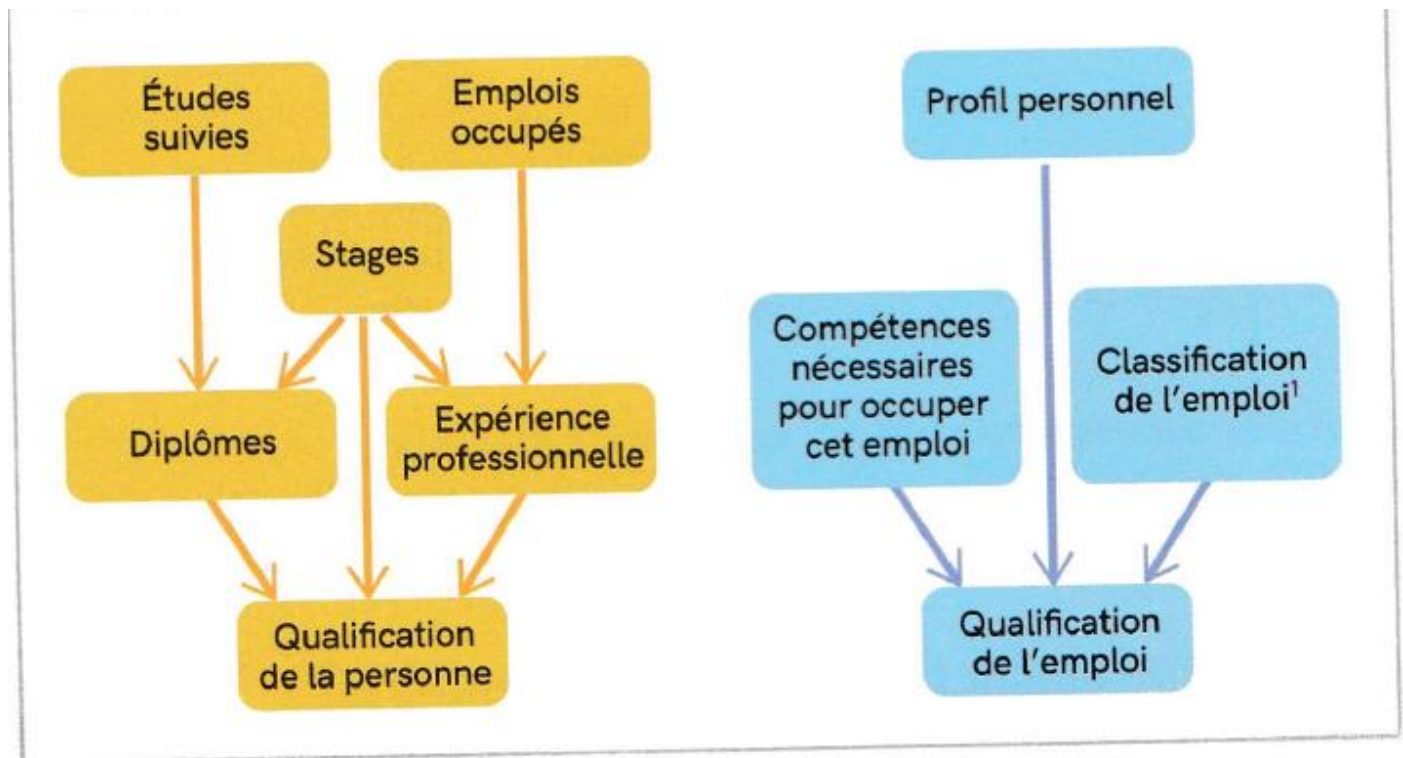 Études
suivies
Emplois
occupés
Stages
Diplômes
Expérience
professionnelle
Qualification
de la personne
Profil personnel
Compétences
nécessaires
pour occuper
cet emploi
Classification
de l'emploi¹
Qualification
de l'emploi